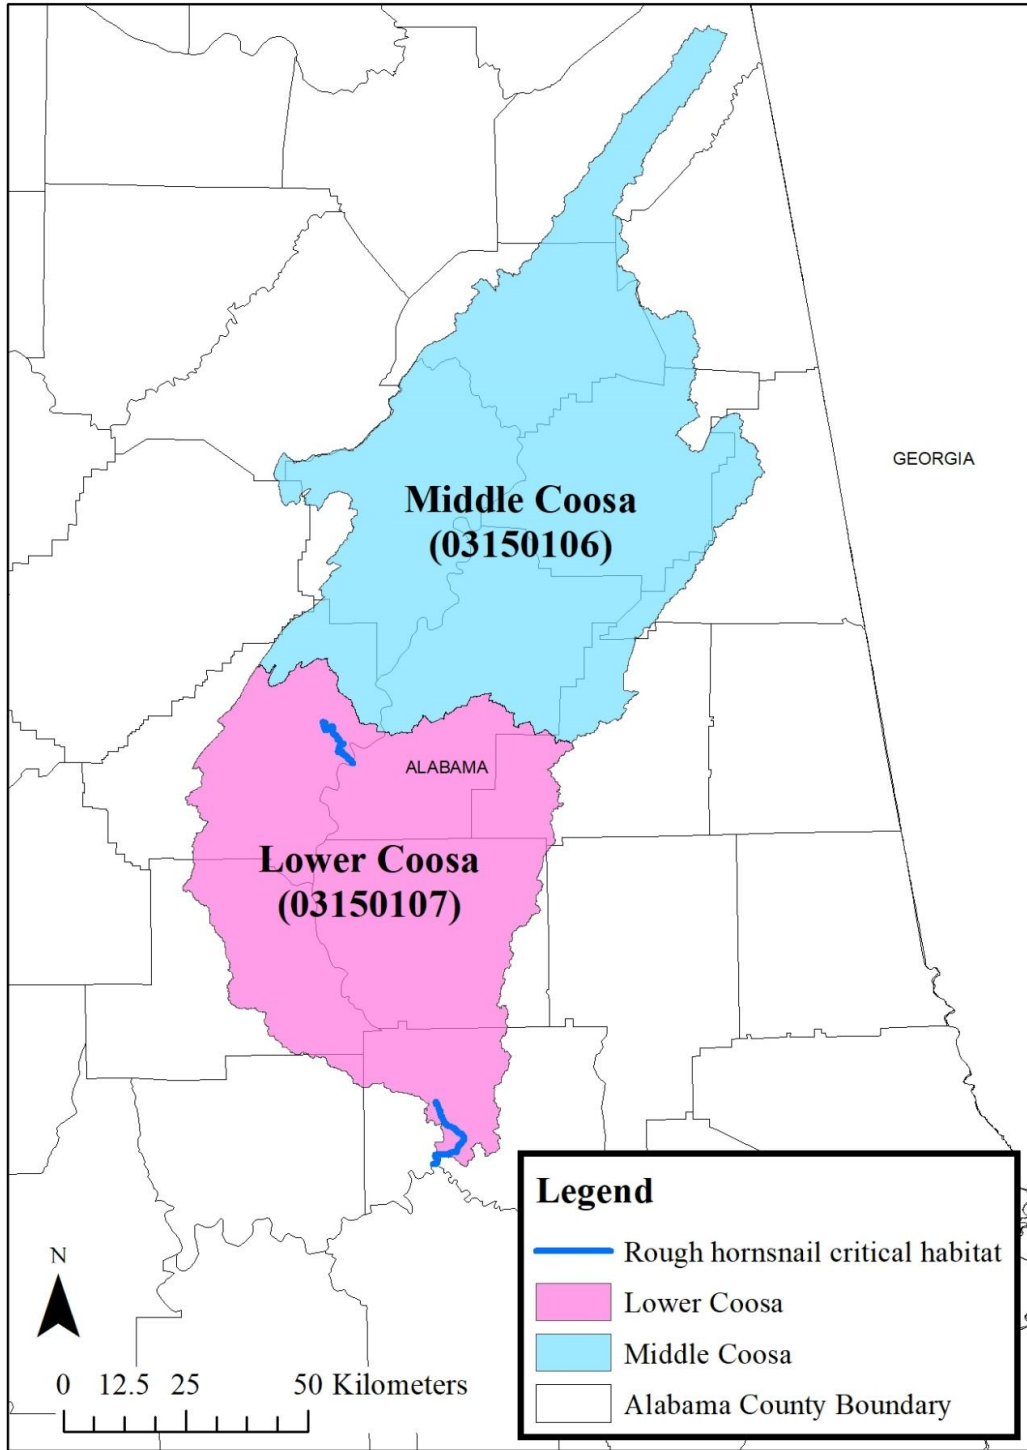 GEORGIA
Middle Coosa
(03150106)
ALABAMA
Lower Coosa
(03150107)
Legend
Rough hornsnail critical habitat
Lower Coosa
Middle Coosa
Alabama County Boundary
N
0 12.5 25 50 Kilometers